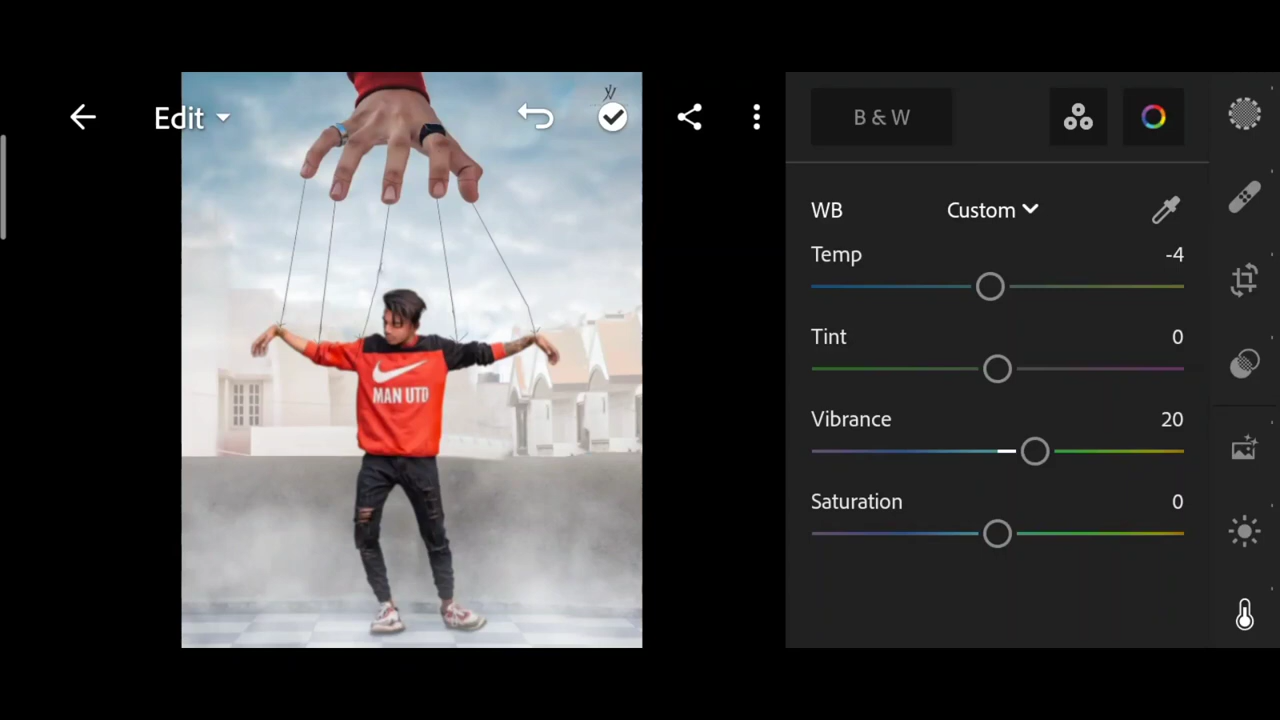 Edit
B & W
WB Custom
Temp -4
Tint 0
Vibrance 20
Saturation 0
MAN UTD